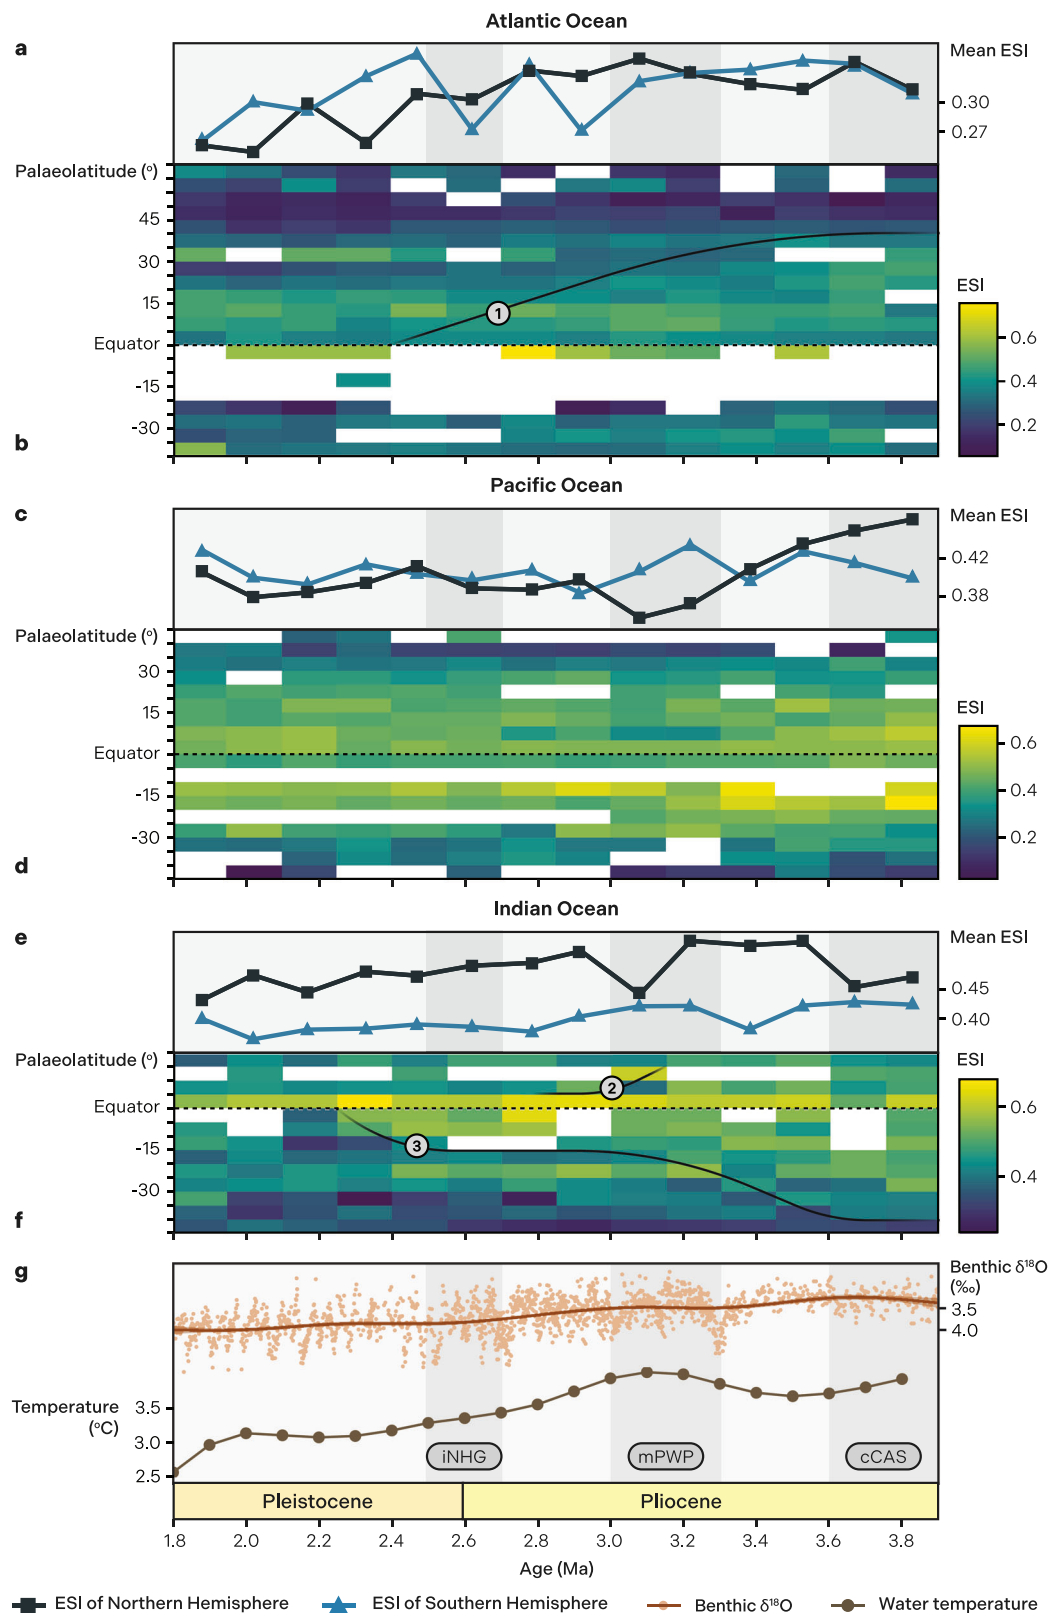 Atlantic Ocean
a
Mean ESI
0.30
0.27
Palaeolatitude (°)
45
30
15
Equator
-15
-30
1
ESI
0.6
0.4
0.2
b
Pacific Ocean
c
Mean ESI
0.42
0.38
Palaeolatitude (°)
30
15
Equator
-15
-30
ESI
0.6
0.4
0.2
d
Indian Ocean
e
Mean ESI
0.45
0.40
Palaeolatitude (°)
Equator
-15
-30
2
3
ESI
0.6
0.4
f
g
Benthic δ¹⁸O
(‰)
3.5
4.0
Temperature
(°C)
3.5
3.0
2.5
iNHG
mPWP
cCAS
Pleistocene
Pliocene
1.8 2.0 2.2 2.4 2.6 2.8 3.0 3.2 3.4 3.6 3.8
Age (Ma)
ESI of Northern Hemisphere ESI of Southern Hemisphere Benthic δ¹⁸O Water temperature